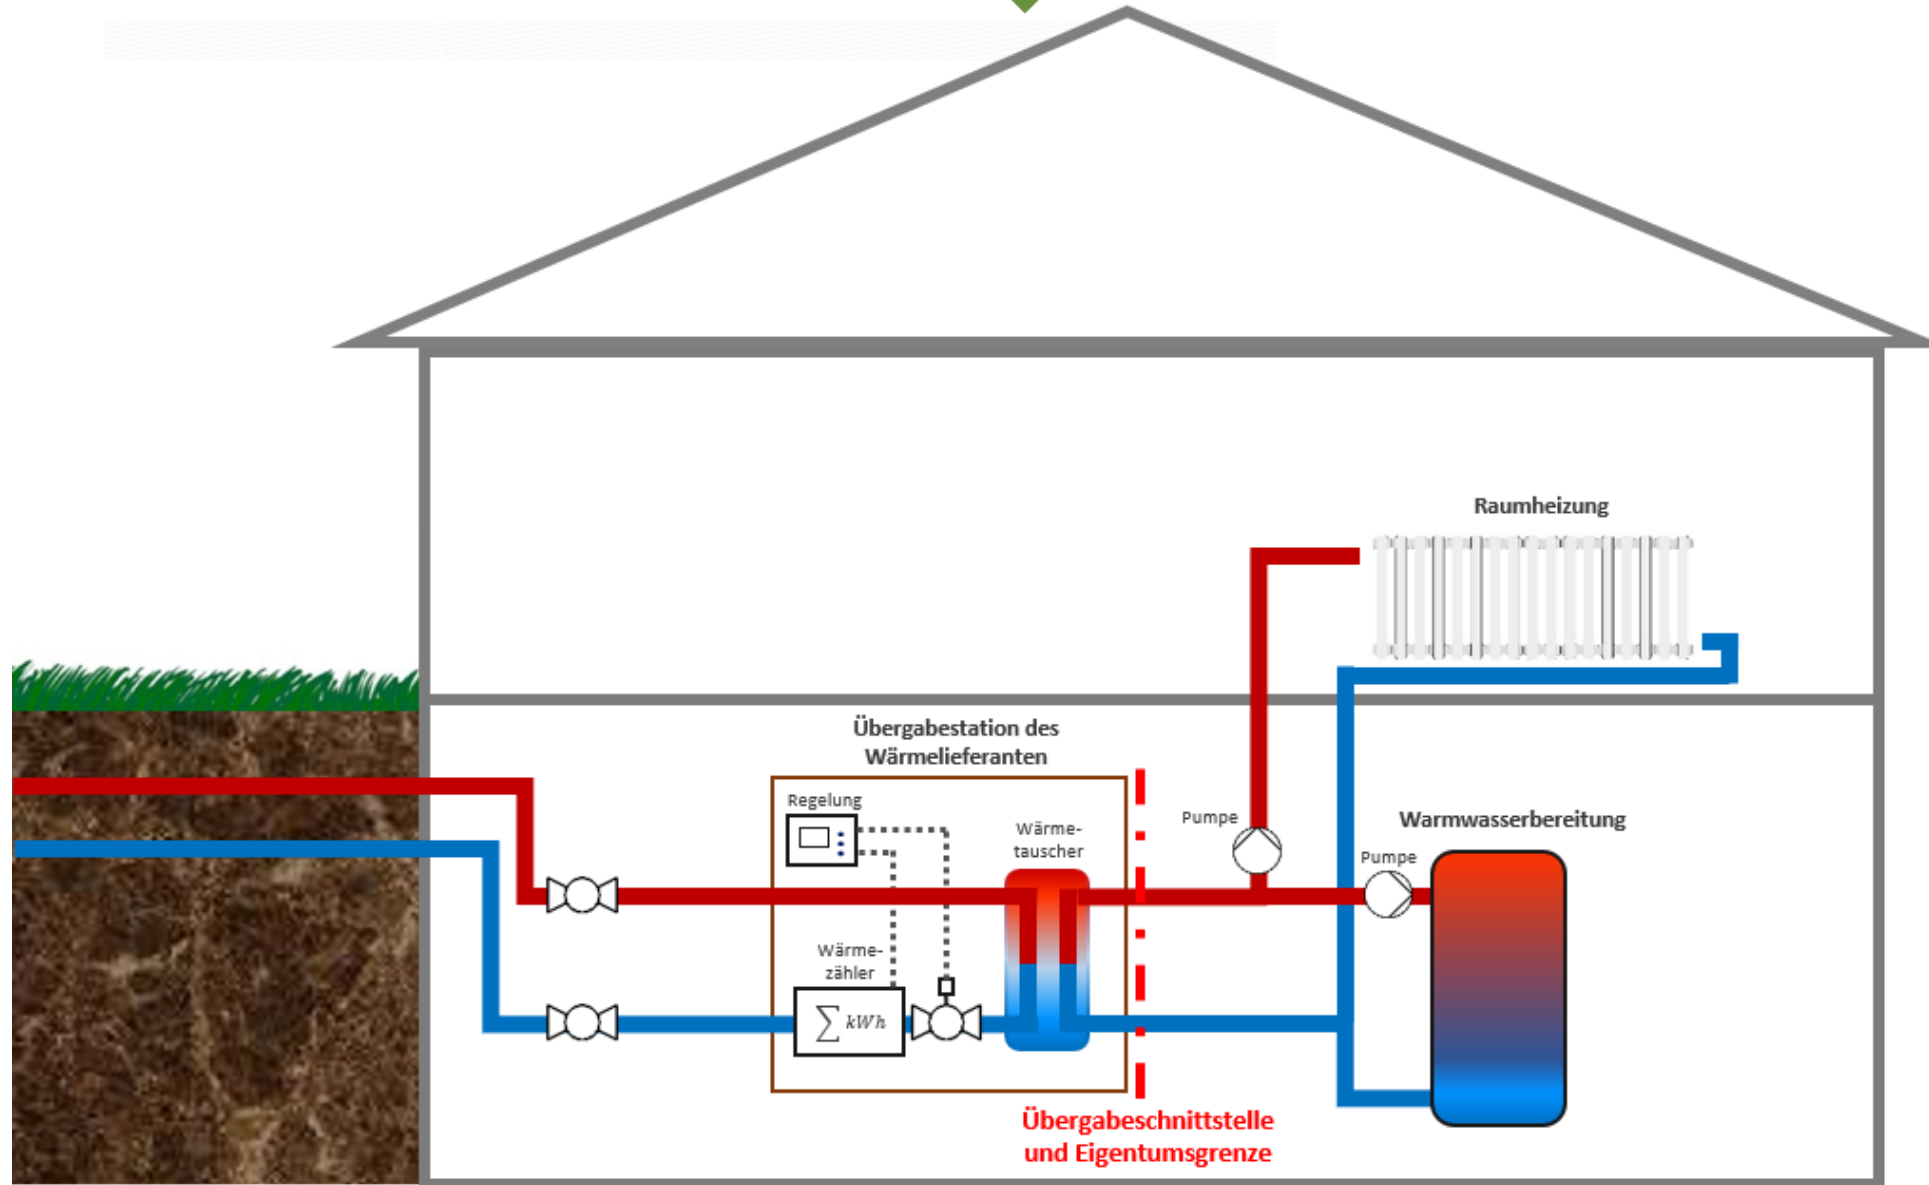 Raumheizung
Übergabestation des
Wärmelieferanten
Regelung
Wärme-
tauscher
Pumpe
Warmwasserbereitung
Pumpe
Wärme-
zähler
∑ kWh
Übergabeschnittstelle
und Eigentumsgrenze